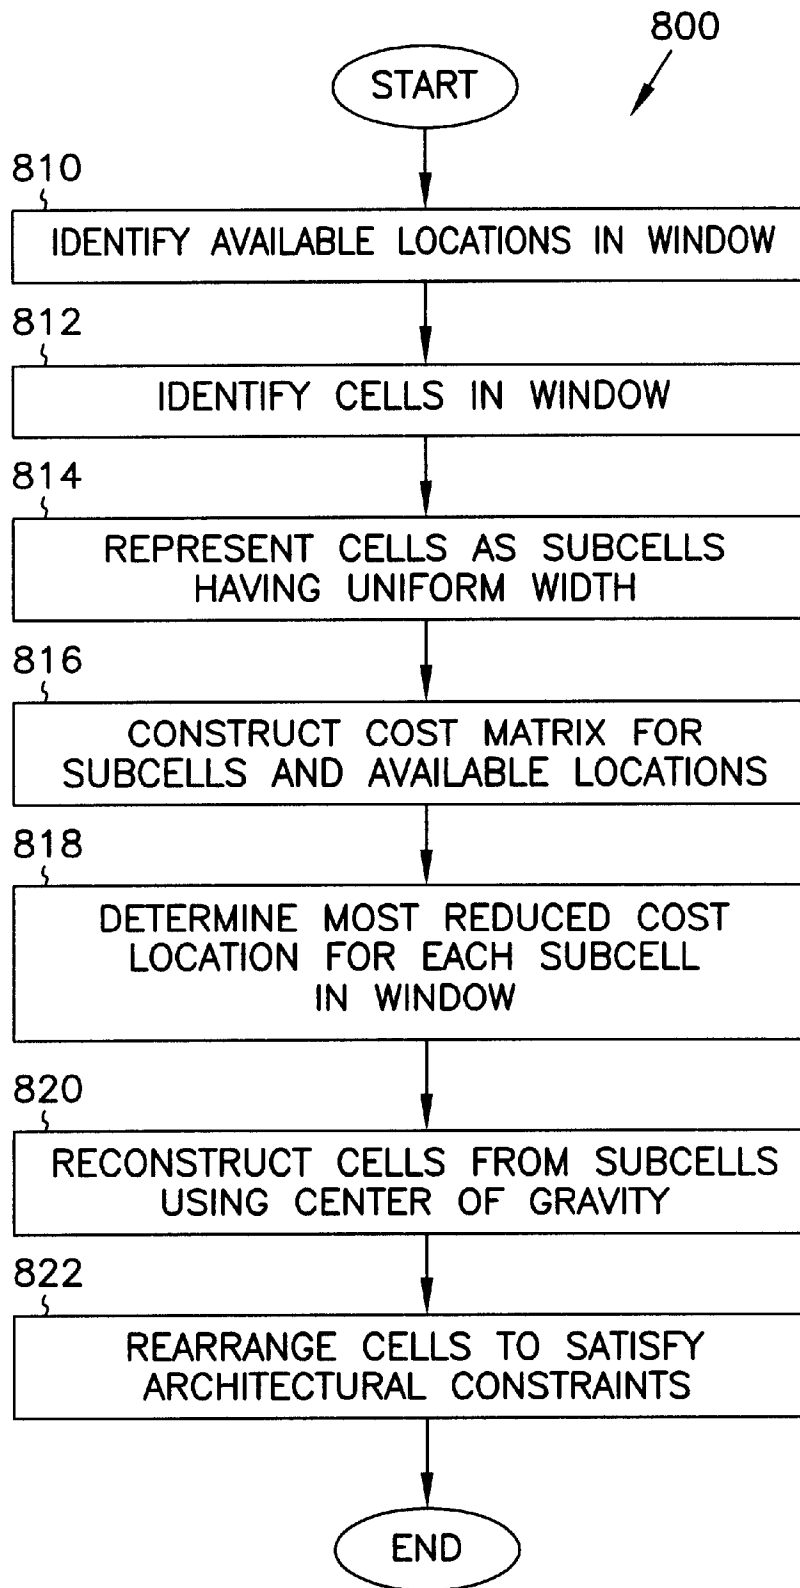 800
START
810
IDENTIFY AVAILABLE LOCATIONS IN WINDOW
812
IDENTIFY CELLS IN WINDOW
814
REPRESENT CELLS AS SUBCELLS
HAVING UNIFORM WIDTH
816
CONSTRUCT COST MATRIX FOR
SUBCELLS AND AVAILABLE LOCATIONS
818
DETERMINE MOST REDUCED COST
LOCATION FOR EACH SUBCELL
IN WINDOW
820
RECONSTRUCT CELLS FROM SUBCELLS
USING CENTER OF GRAVITY
822
REARRANGE CELLS TO SATISFY
ARCHITECTURAL CONSTRAINTS
END